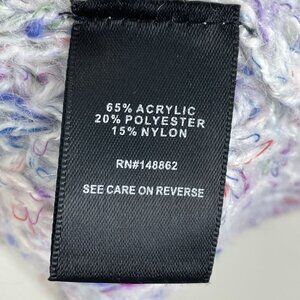 65% ACRYLIC
20% POLYESTER
15% NYLON
RN#148862
SEE CARE ON REVERSE